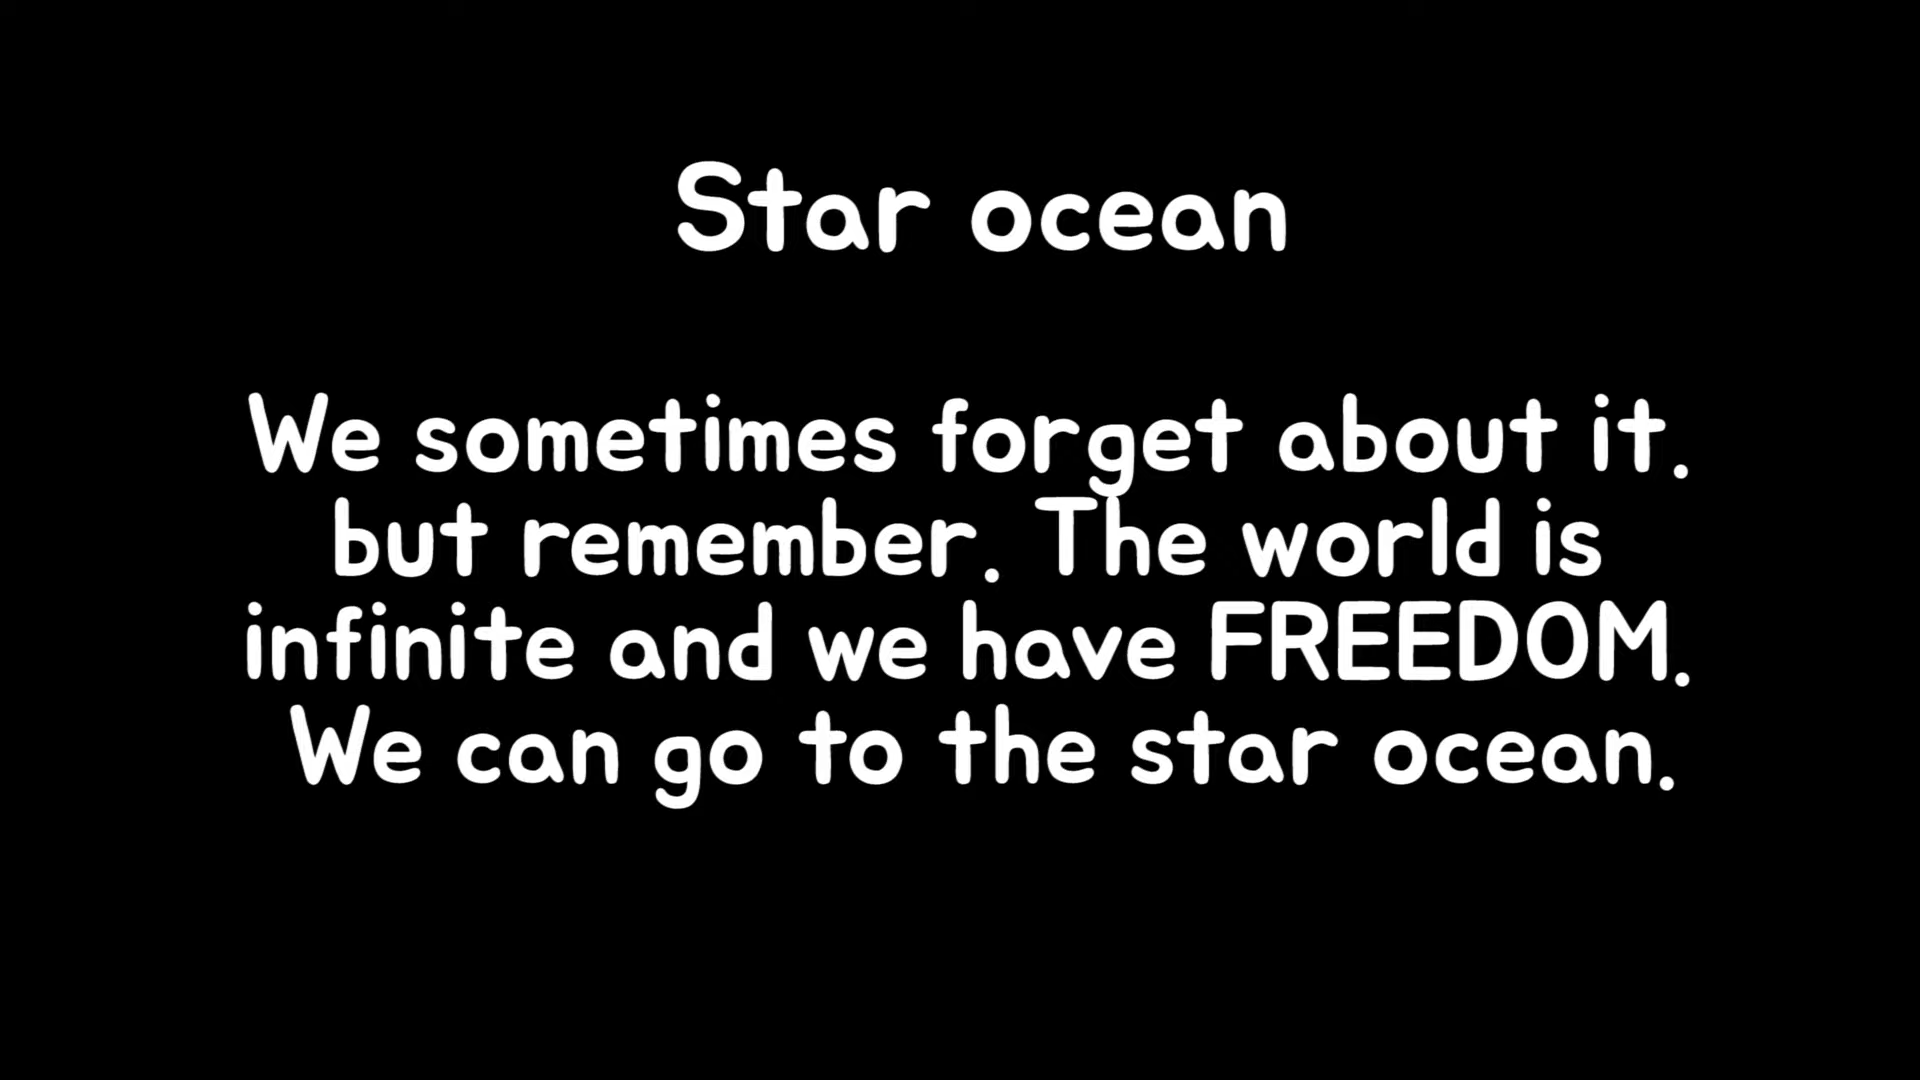 Star ocean
We sometimes forget about it.
but remember. The world is
infinite and we have FREEDOM.
We can go to the star ocean.